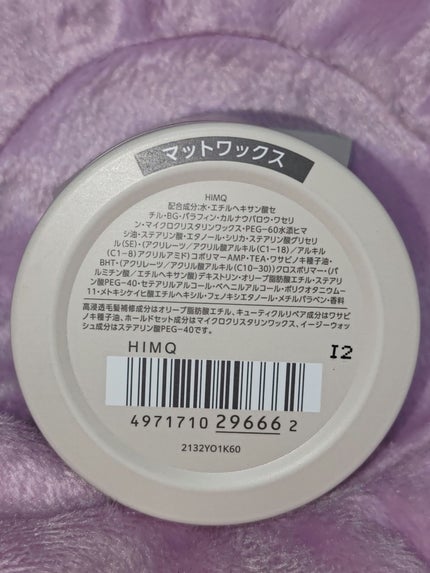 マットワックス
HIMQ
配合成分:水・エチルヘキサン酸セ
チル・BG・パラフィン・カルナウバロウ・ワセリ
ン・マイクロクリスタリンワックス・PEG-60水添ヒマ
シ油・ステアリン酸・エタノール・シリカ・ステアリン酸グリセリ
ル(SE)・(アクリレーツ/アクリル酸アルキル(C1-18)/アルキル
(C1-8)アクリルアミド)コポリマーAMP・TEA・ワサビノキ種子油・
BHT・(アクリレーツ/アクリル酸アルキル(C10-30))クロスポリマー・(パ
ルミチン酸/エチルヘキサン酸)デキストリン・オリーブ脂肪酸エチル・ステアリ
ン酸PEG-40・セテアリルアルコール・ベヘニルアルコール・ポリクオタニウム-
11・メトキシケイヒ酸エチルヘキシル・フェノキシエタノール・メチルパラベン・香料
高浸透毛髪補修成分はオリーブ脂肪酸エチル、キューティクルリペア成分はワサビ
ノキ種子油、ホールドセット成分はマイクロクリスタリンワックス、イージーウォ
ッシュ成分はステアリン酸PEG-40です。
HIMQ
I2
4971710 29666 2
2132YO1K60